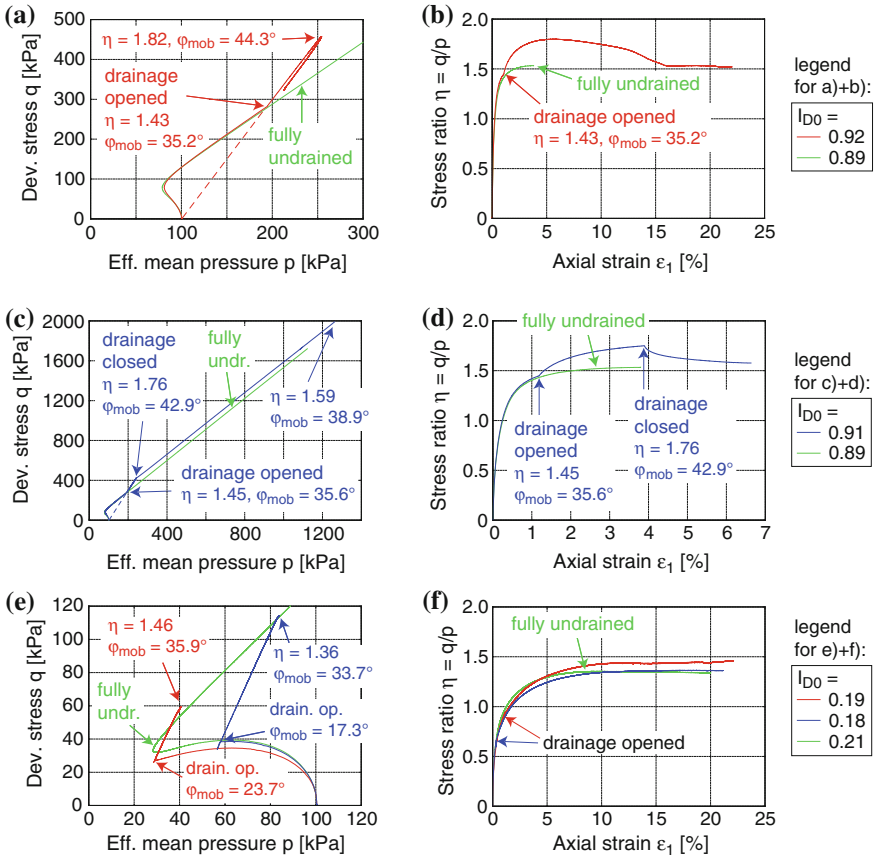 (a)
Dev. stress q [kPa]
500
400
300
200
100
0
η = 1.82, φmob = 44.3°
drainage
opened
η = 1.43
φmob = 35.2°
fully
undrained
0 100 200 300
Eff. mean pressure p [kPa]
(b)
Stress ratio η = q/p
2.0
1.5
1.0
0.5
0
fully undrained
drainage opened
η = 1.43, φmob = 35.2°
0 5 10 15 20 25
Axial strain ε1 [%]
legend
for a)+b):
ID0 =
0.92
0.89
(c)
Dev. stress q [kPa]
2000
1600
1200
800
400
0
drainage
closed
η = 1.76
φmob = 42.9°
fully
undr.
η = 1.59
φmob = 38.9°
drainage opened
η = 1.45, φmob = 35.6°
0 400 800 1200
Eff. mean pressure p [kPa]
(d)
Stress ratio η = q/p
2.0
1.5
1.0
0.5
0
fully undrained
drainage
opened
η = 1.45
φmob =
35.6°
drainage
closed
η = 1.76
φmob = 42.9°
0 1 2 3 4 5 6 7
Axial strain ε1 [%]
legend
for c)+d):
ID0 =
0.91
0.89
(e)
Dev. stress q [kPa]
120
100
80
60
40
20
0
η = 1.46
φmob = 35.9°
η = 1.36
φmob =
33.7°
fully
undr.
drain. op.
φmob =
17.3°
drain. op.
φmob =
23.7°
0 20 40 60 80 100 120
Eff. mean pressure p [kPa]
(f)
Stress ratio η = q/p
2.0
1.5
1.0
0.5
0
fully undrained
drainage opened
0 5 10 15 20 25
Axial strain ε1 [%]
legend
for e)+f):
ID0 =
0.19
0.18
0.21